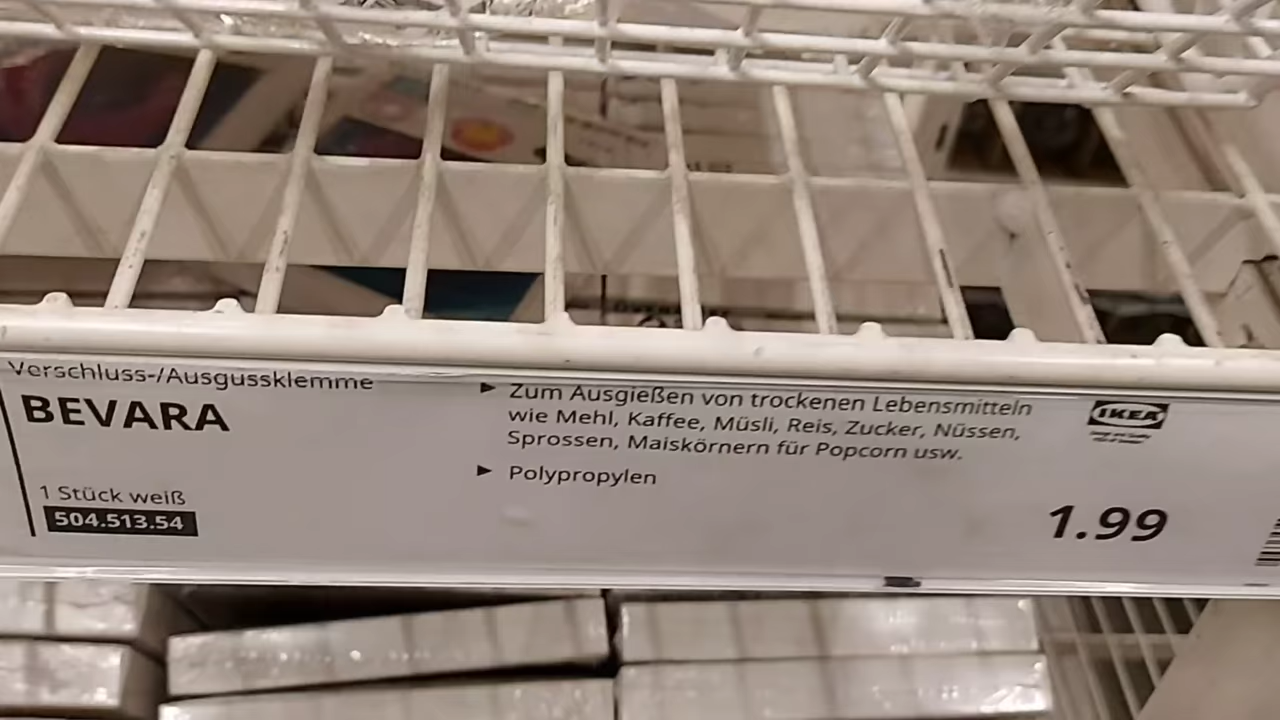 Verschluss-/Ausgussklemme
BEVARA
1 Stück weiß
504.513.54
► Zum Ausgießen von trockenen Lebensmitteln
wie Mehl, Kaffee, Müsli, Reis, Zucker, Nüssen,
Sprossen, Maiskörnern für Popcorn usw.
► Polypropylen
IKEA
1.99